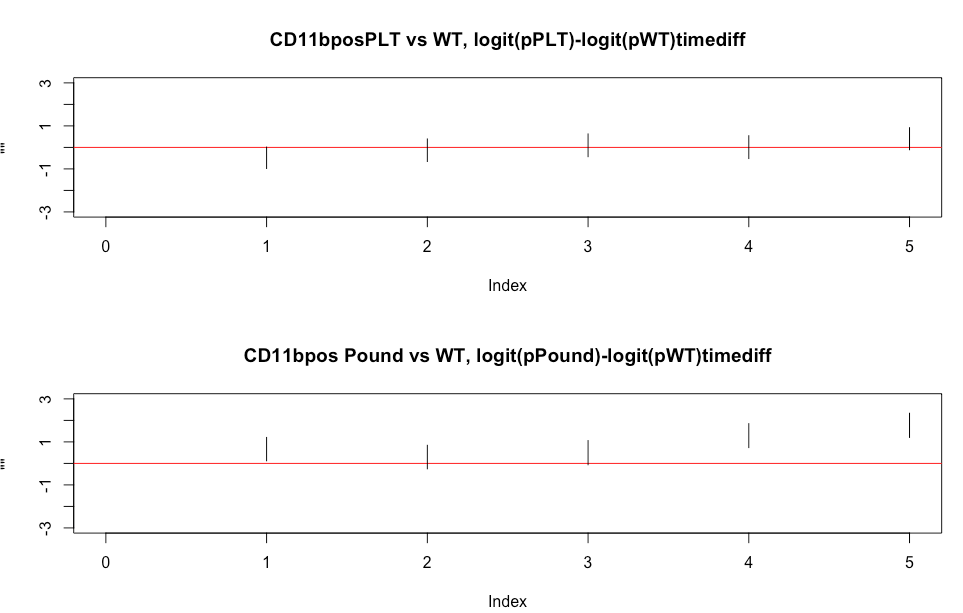 CD11bposPLT vs WT, logit(pPLT)-logit(pWT)timediff
3
1
-1
-3
""
0 1 2 3 4 5
Index
CD11bpos Pound vs WT, logit(pPound)-logit(pWT)timediff
3
1
-1
-3
""
0 1 2 3 4 5
Index